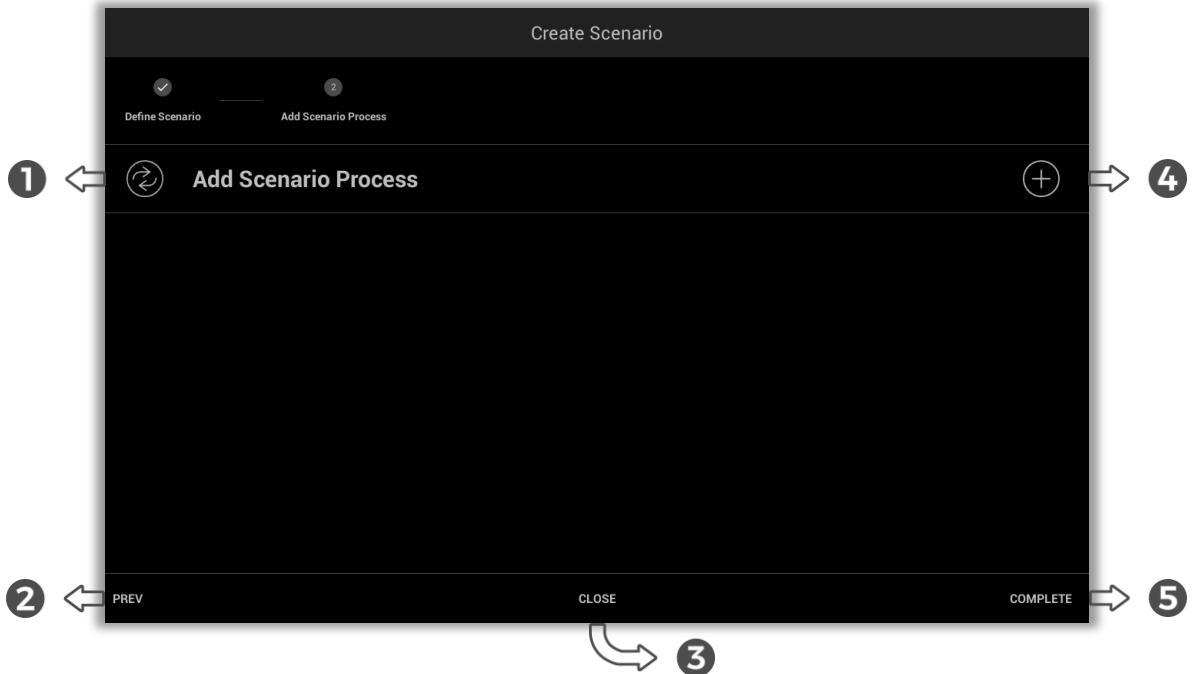 Create Scenario
2
Define Scenario
Add Scenario Process
1
Add Scenario Process
4
2
PREV
CLOSE
COMPLETE
5
3